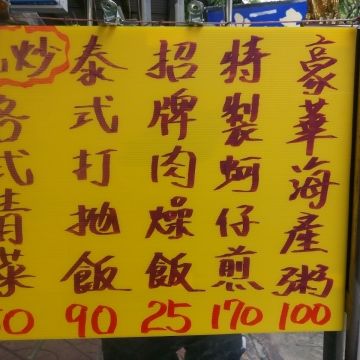 豪華海產粥 100
特製蚵仔煎 170
招牌肉燥飯 25
泰式打拋飯 90
炒
各式青菜